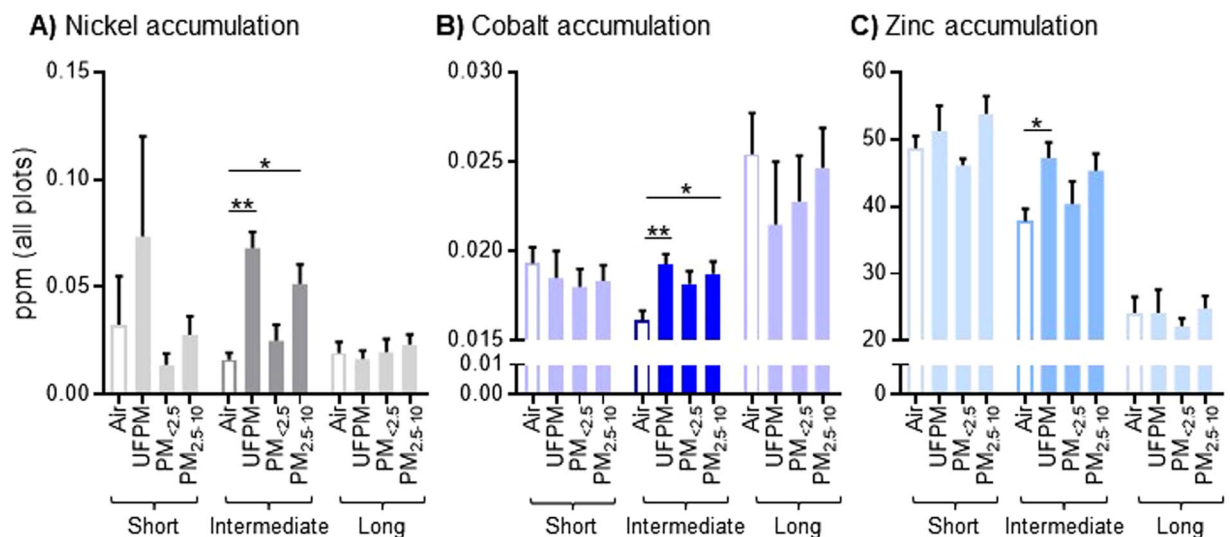 A) Nickel accumulation
B) Cobalt accumulation
C) Zinc accumulation
ppm (all plots)
0.15
0.10
0.05
0.00
**
*
Air
UFPM
PM<2.5
PM2.5-10
Air
UFPM
PM<2.5
PM2.5-10
Air
UFPM
PM<2.5
PM2.5-10
Short
Intermediate
Long
0.030
0.025
0.020
0.015
0.01
0.00
**
*
Air
UFPM
PM<2.5
PM2.5-10
Air
UFPM
PM<2.5
PM2.5-10
Air
UFPM
PM<2.5
PM2.5-10
Short
Intermediate
Long
60
50
40
30
20
0
*
Air
UFPM
PM<2.5
PM2.5-10
Air
UFPM
PM<2.5
PM2.5-10
Air
UFPM
PM<2.5
PM2.5-10
Short
Intermediate
Long